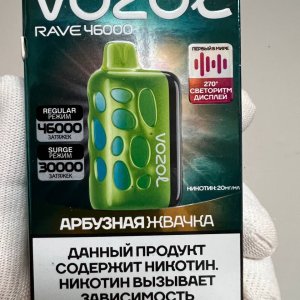 VOZOL
RAVE 46000
ПЕРВЫЙ В МИРЕ
270°
СВЕТОРИТМ
ДИСПЛЕЙ
REGULAR
РЕЖИМ
46000
ЗАТЯЖЕК
SURGE
РЕЖИМ
30000
ЗАТЯЖЕК
VOZOL
НИКОТИН: 20мг/мл
АРБУЗНАЯ ЖВАЧКА
ДАННЫЙ ПРОДУКТ
СОДЕРЖИТ НИКОТИН.
НИКОТИН ВЫЗЫВАЕТ
ЗАВИСИМОСТЬ